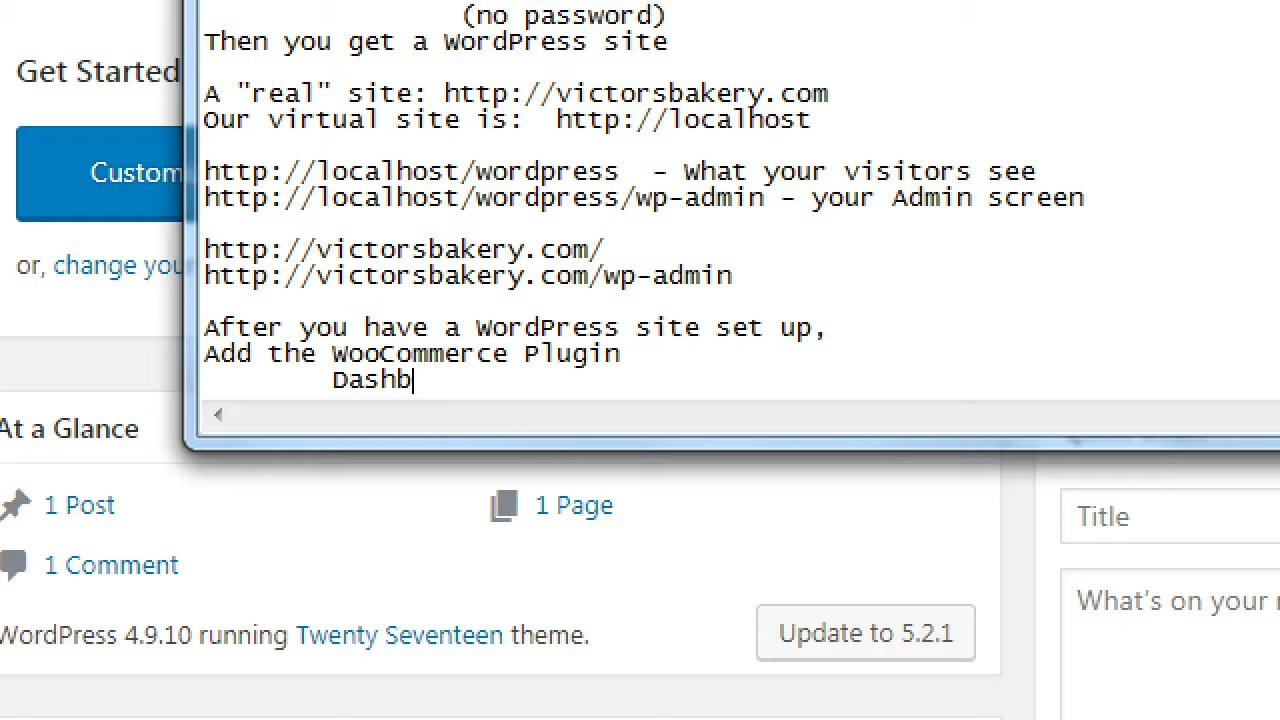 (no password)
Then you get a WordPress site
A "real" site: http://victorsbakery.com
Our virtual site is: http://localhost
http://localhost/wordpress - What your visitors see
http://localhost/wordpress/wp-admin - your Admin screen
http://victorsbakery.com/
http://victorsbakery.com/wp-admin
After you have a WordPress site set up,
Add the WooCommerce Plugin
Dashb
Get Started
Custom
or, change you
At a Glance
1 Post
1 Page
1 Comment
WordPress 4.9.10 running Twenty Seventeen theme.
Update to 5.2.1
Title
What's on your